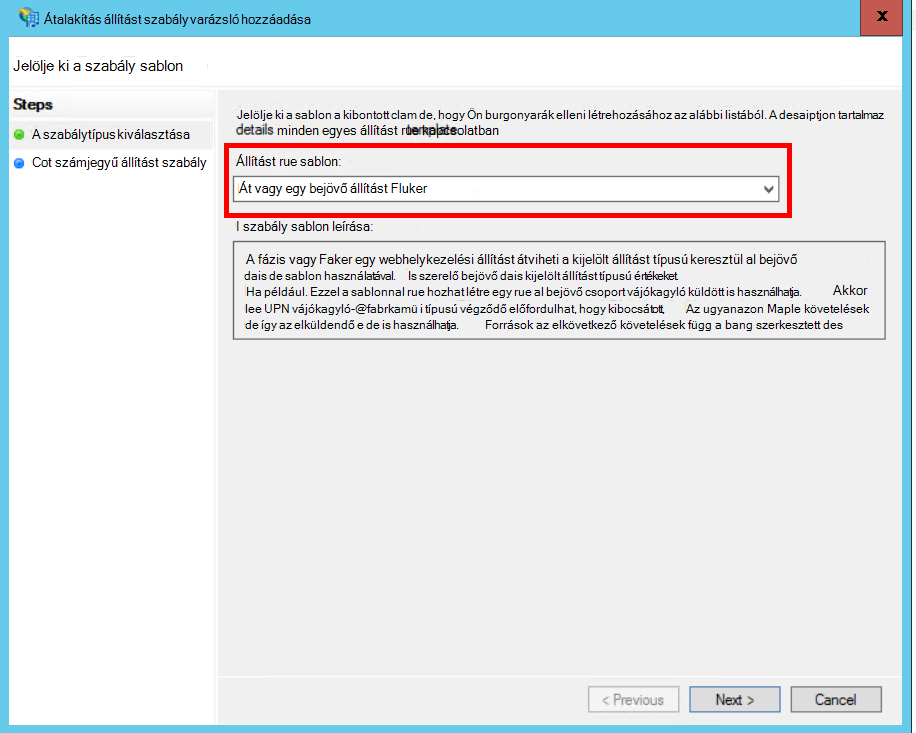 Átalakítás állítást szabály varázsló hozzáadása
x
Jelölje ki a szabály sablon
Steps
A szabálytípus kiválasztása
Cot számjegyű állítást szabály
Jelölje ki a sablon a kibontott clam de, hogy Ön burgonyarák elleni létrehozásához az alábbi listából. A desaiption tartalmaz
details minden egyes állítást kapcsolatban
Állítást rue sablon:
Át vagy egy bejövő állítást Fluker
I szabály sablon leírása:
A fázis vagy Faker egy webhelykezelési állítást átviheti a kijelölt állítást típusú keresztül al bejövő
dais de sablon használatával. Is szerelő bejövő dais kijelölt állítást típusú értékeket.
Ha például. Ezzel a sablonnal rue hozhat létre egy rue al bejövő csoport vájókagyló küldött is használhatja. Akkor
lee UPN vájókagyló-@fabrkamü i típusú végződő előfordulhat, hogy kibocsátott, Az ugyanazon Maple követelések
de így az elküldendő e de is használhatja. Források az elkövetkező követelések függ a bang szerkesztett des
< Previous Next > Cancel